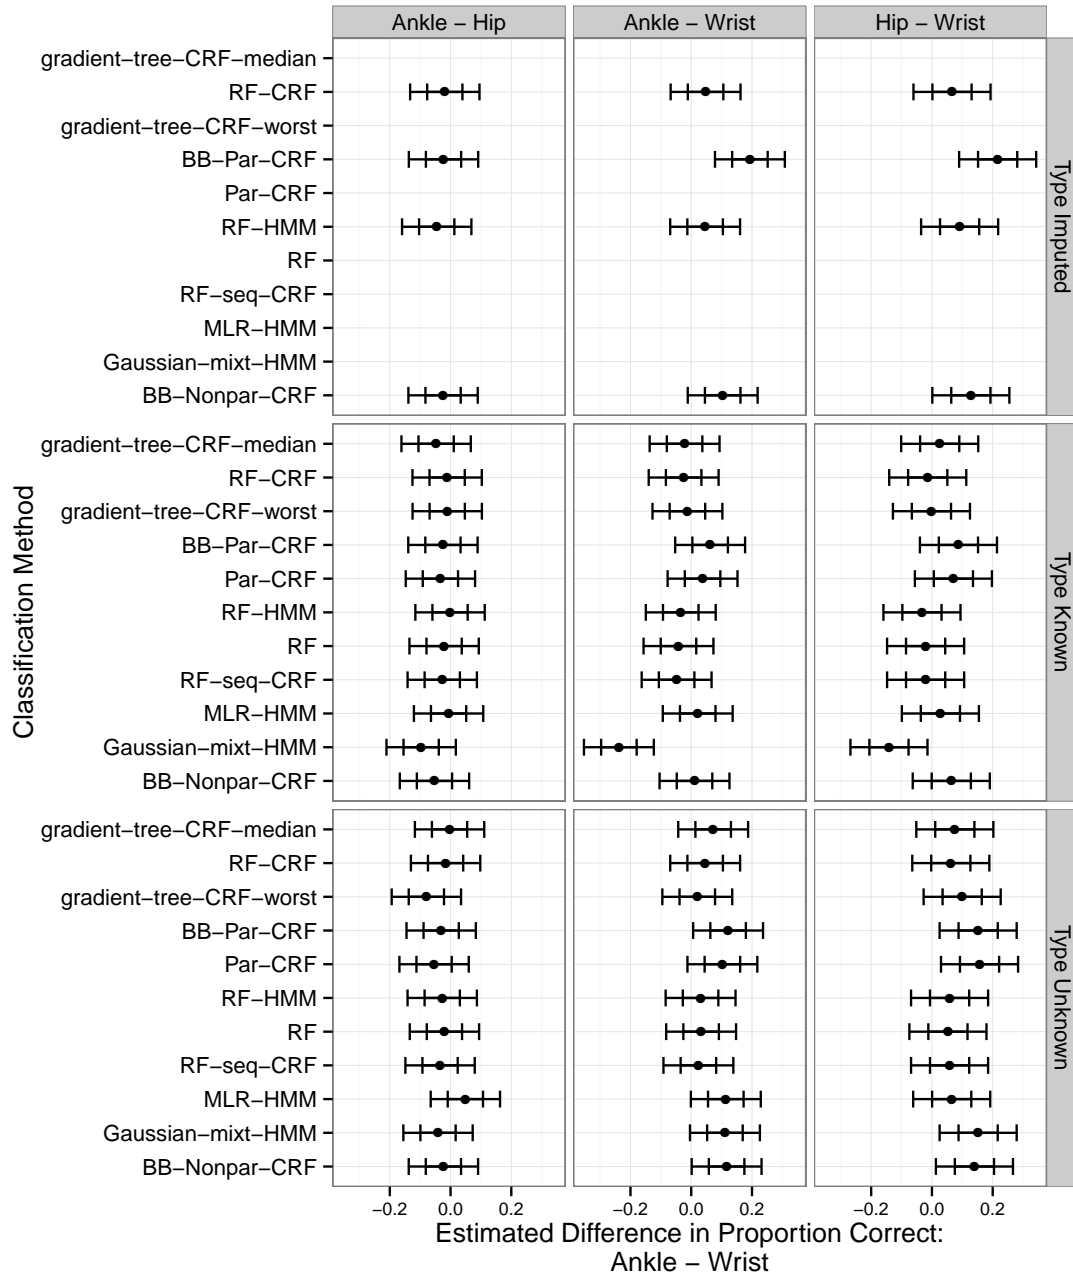 Ankle − Hip
Ankle − Wrist
Hip − Wrist
gradient−tree−CRF−median
RF−CRF
gradient−tree−CRF−worst
BB−Par−CRF
Par−CRF
RF−HMM
RF
RF−seq−CRF
MLR−HMM
Gaussian−mixt−HMM
BB−Nonpar−CRF
Type Imputed
gradient−tree−CRF−median
RF−CRF
gradient−tree−CRF−worst
BB−Par−CRF
Par−CRF
RF−HMM
RF
RF−seq−CRF
MLR−HMM
Gaussian−mixt−HMM
BB−Nonpar−CRF
Type Known
Classification Method
gradient−tree−CRF−median
RF−CRF
gradient−tree−CRF−worst
BB−Par−CRF
Par−CRF
RF−HMM
RF
RF−seq−CRF
MLR−HMM
Gaussian−mixt−HMM
BB−Nonpar−CRF
Type Unknown
−0.2 0.0 0.2 −0.2 0.0 0.2 −0.2 0.0 0.2
Estimated Difference in Proportion Correct:
Ankle − Wrist